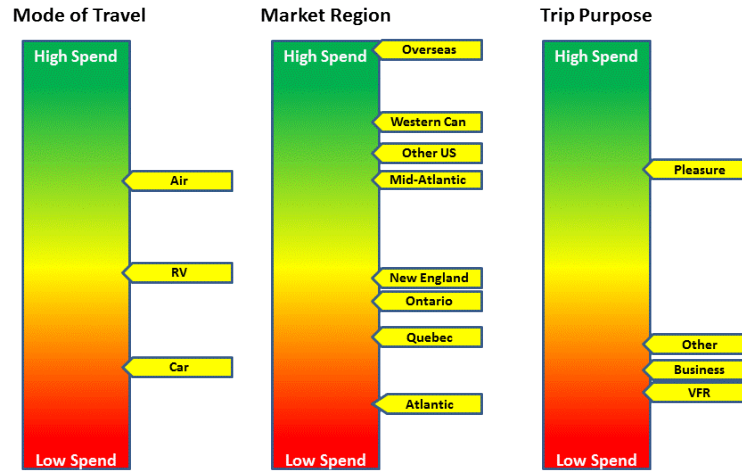 Mode of Travel
High Spend
Air
RV
Car
Low Spend
Market Region
High Spend
Overseas
Western Can
Other US
Mid-Atlantic
New England
Ontario
Quebec
Atlantic
Low Spend
Trip Purpose
High Spend
Pleasure
Other
Business
VFR
Low Spend